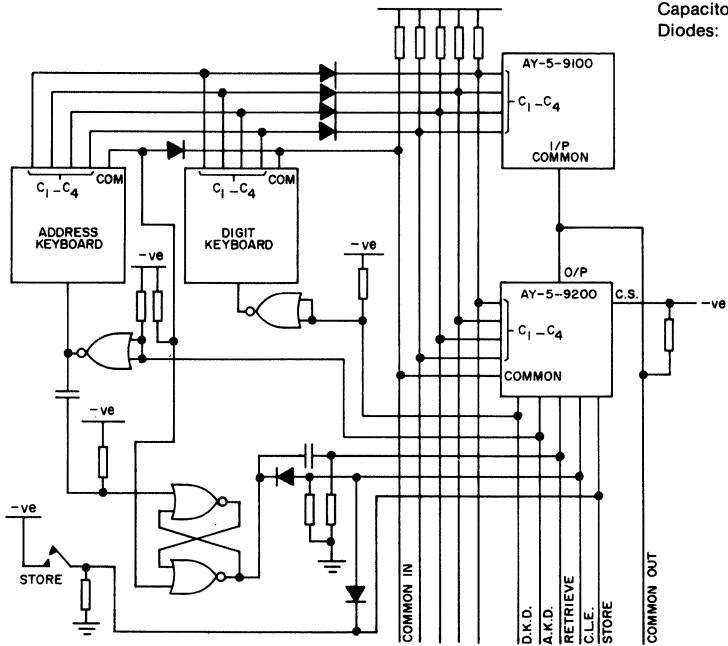 Capacito
Diodes:
AY-5-9100
C1-C4
I/P
COMMON
C1-C4
COM
ADDRESS
KEYBOARD
C1-C4
COM
DIGIT
KEYBOARD
-ve
-ve
O/P
AY-5-9200
C.S.
-ve
C1-C4
COMMON
-ve
-ve
STORE
COMMON IN
D.K.D.
A.K.D.
RETRIEVE
C.L.E.
STORE
COMMON OUT